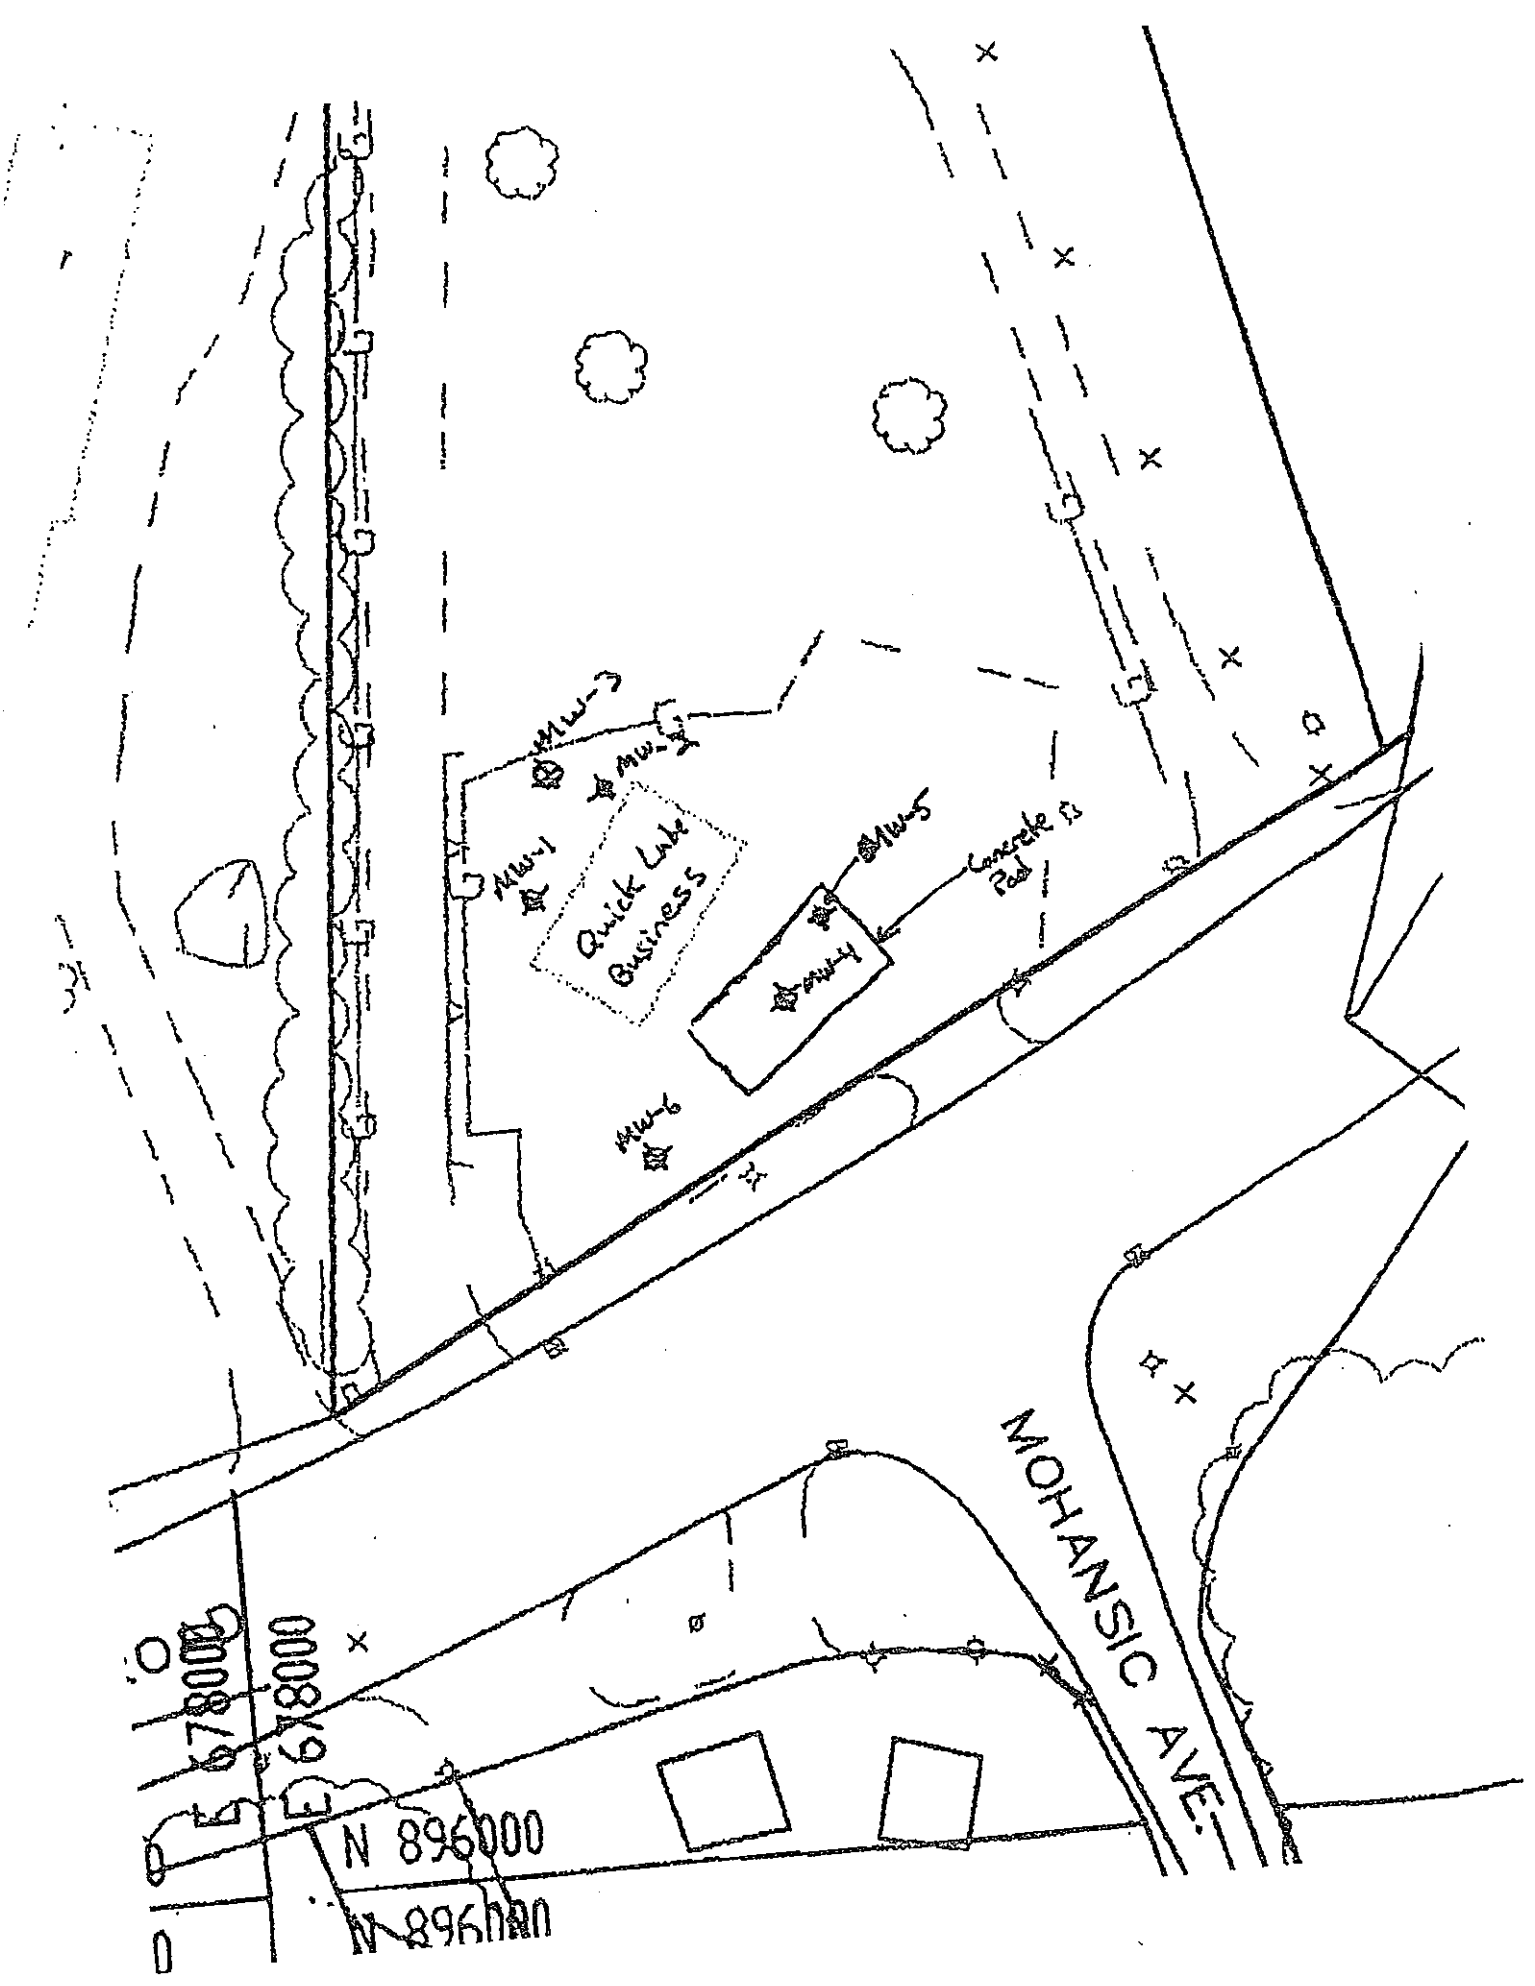 MW-3
MW-2
MW-1
Quick Lube
Business
MW-5
Concrete
Pad
MW-4
MW-6
MOHANSIC AVE.
E 678000
E 678000
N 896000
N 896000